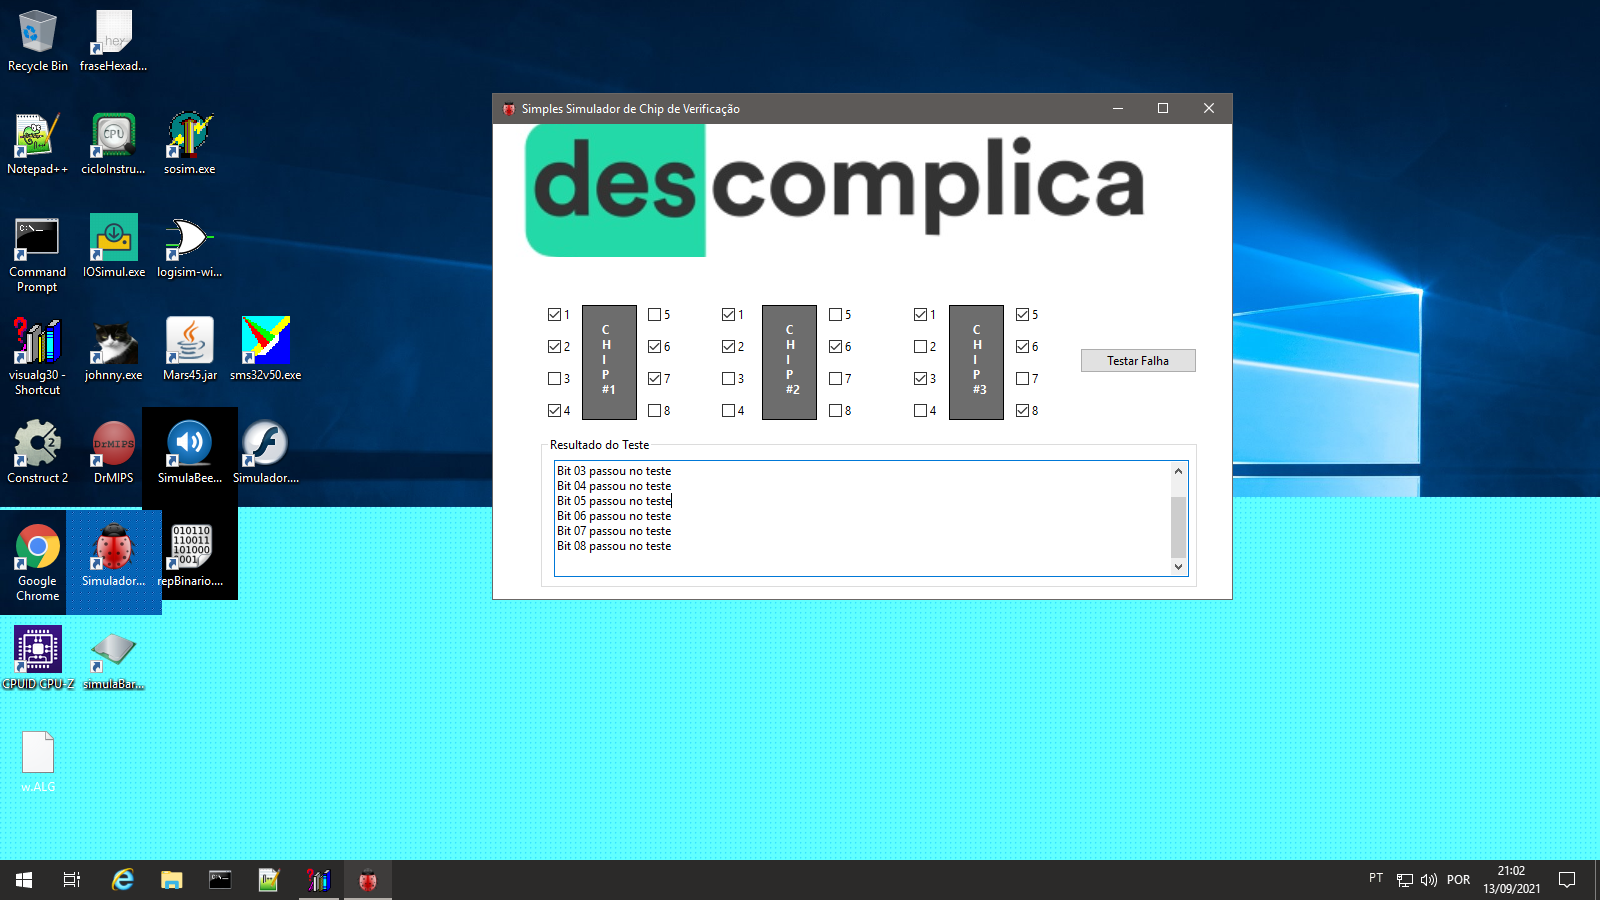 Recycle Bin
fraseHexad...
Notepad++
cicloInstru...
sosim.exe
Command
Prompt
IOSimul.exe
logisim-wi...
visualg30 -
Shortcut
johnny.exe
Mars45.jar
sms32v50.exe
Construct 2
DrMIPS
SimulaBee...
Simulador....
Google
Chrome
Simulador...
repBinario....
CPUID CPU-Z
simulaBar...
w.ALG
Simples Simulador de Chip de Verificação
descomplica
1
2
3
4
CHIP #1
5
6
7
8
1
2
3
4
CHIP #2
5
6
7
8
1
2
3
4
CHIP #3
5
6
7
8
Testar Falha
Resultado do Teste
Bit 03 passou no teste
Bit 04 passou no teste
Bit 05 passou no teste
Bit 06 passou no teste
Bit 07 passou no teste
Bit 08 passou no teste
PT
POR
21:02
13/09/2021